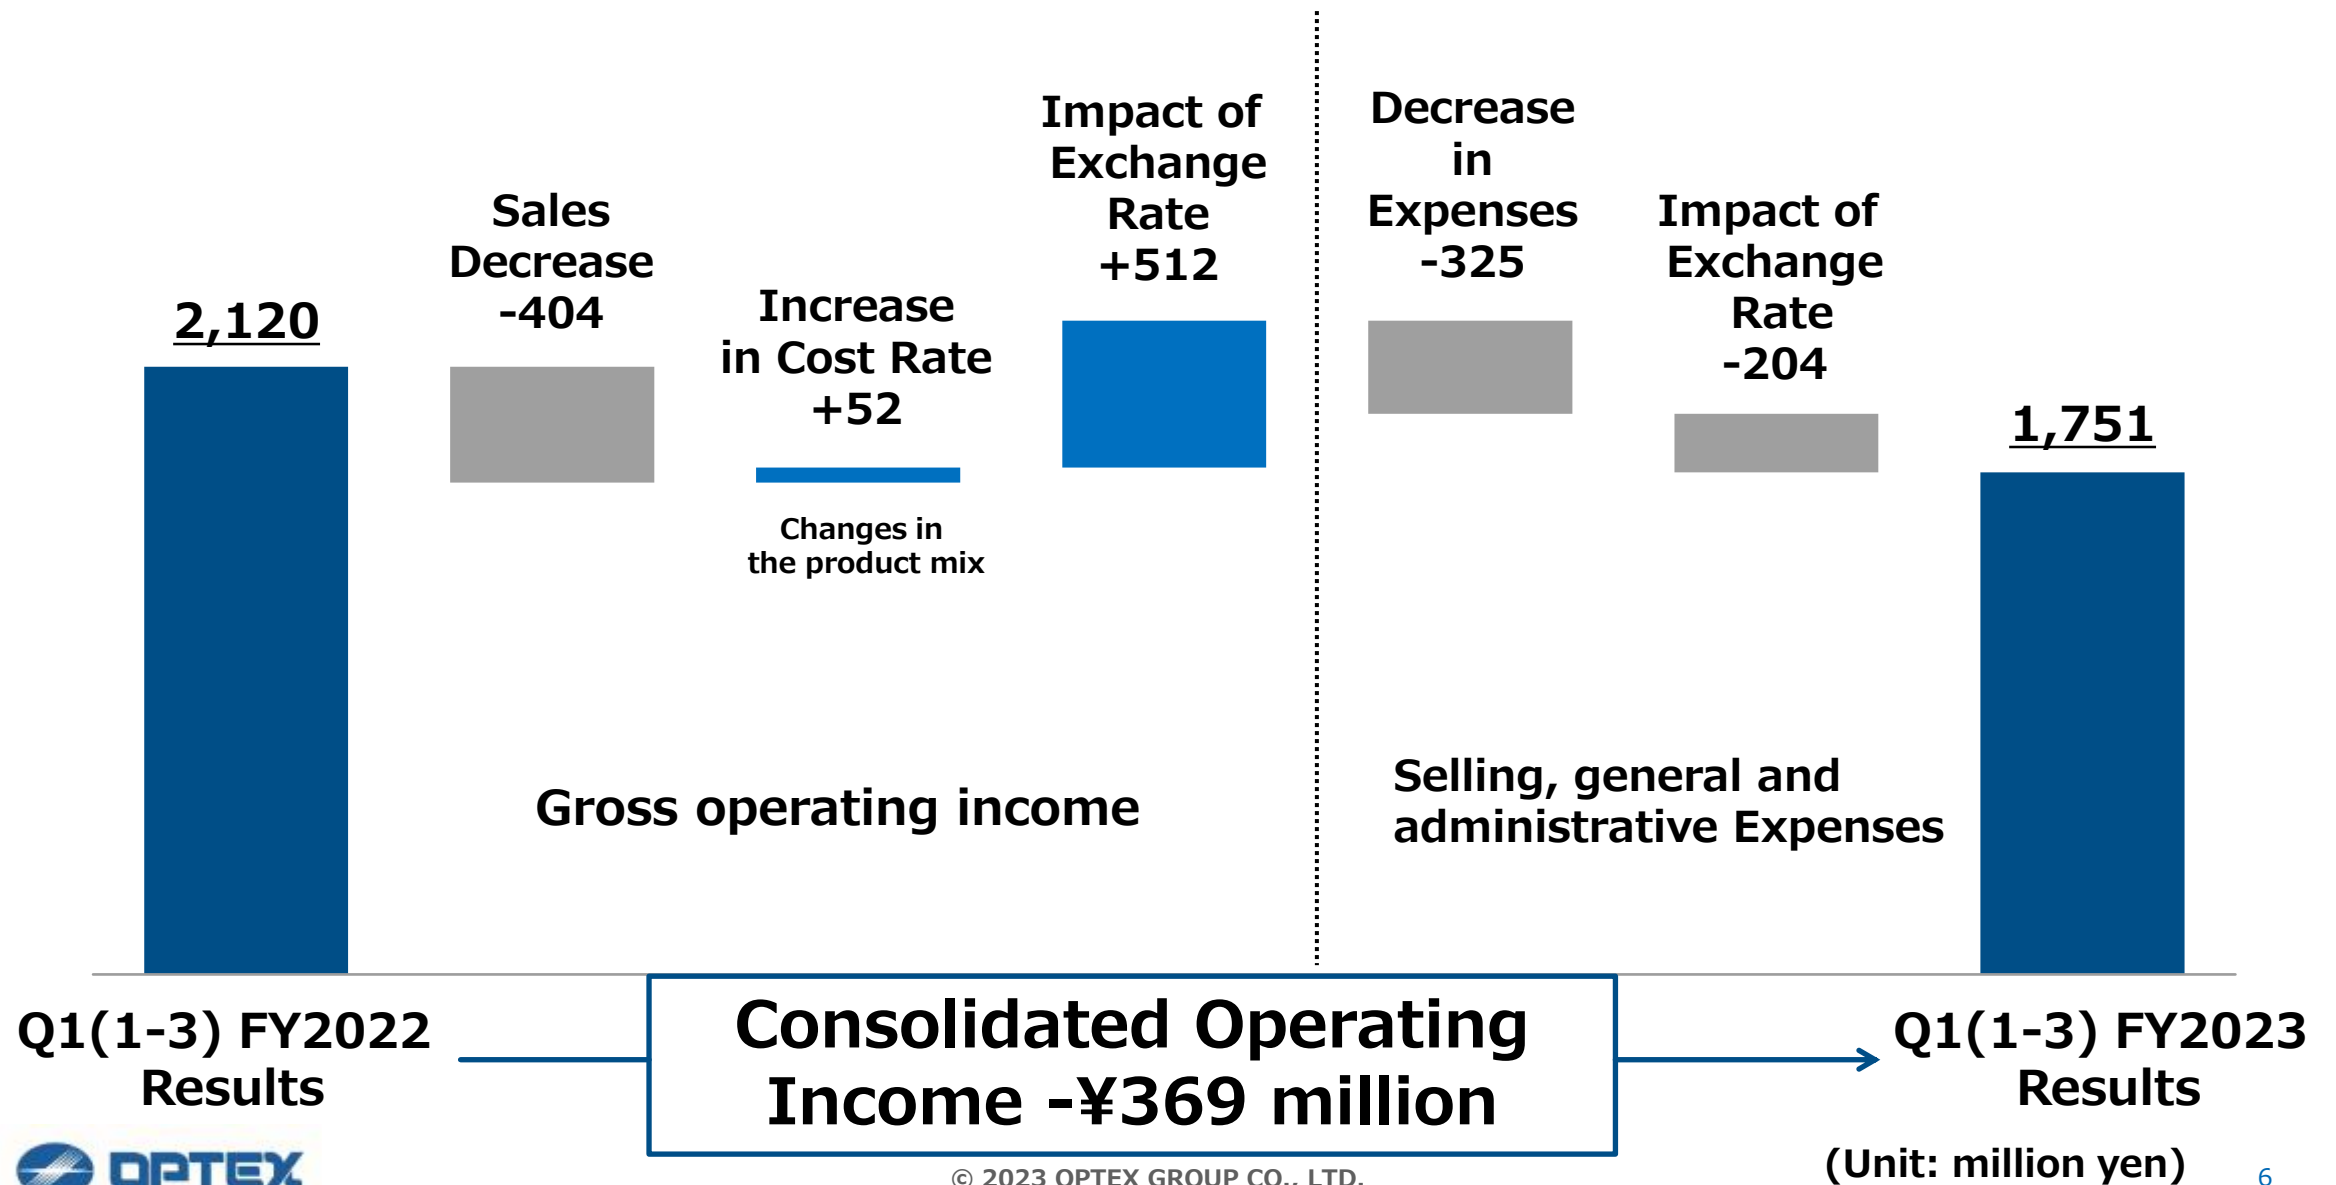 2,120
Sales
Decrease
-404
Increase
in Cost Rate
+52
Changes in
the product mix
Impact of
Exchange
Rate
+512
Decrease
in
Expenses
-325
Impact of
Exchange
Rate
-204
1,751
Gross operating income
Selling, general and
administrative Expenses
Q1(1-3) FY2022
Results
Consolidated Operating
Income -¥369 million
Q1(1-3) FY2023
Results
(Unit: million yen)
OPTEX
© 2023 OPTEX GROUP CO., LTD.
6